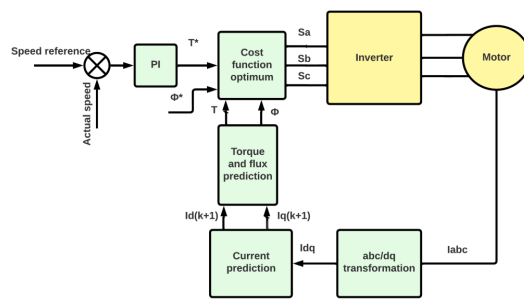 Speed reference
Actual speed
PI
T*
Φ*
Cost
function
optimum
Sa
Sb
Sc
Inverter
Motor
T
Φ
Torque
and flux
prediction
Id(k+1)
Iq(k+1)
Current
prediction
Idq
abc/dq
transformation
Iabc